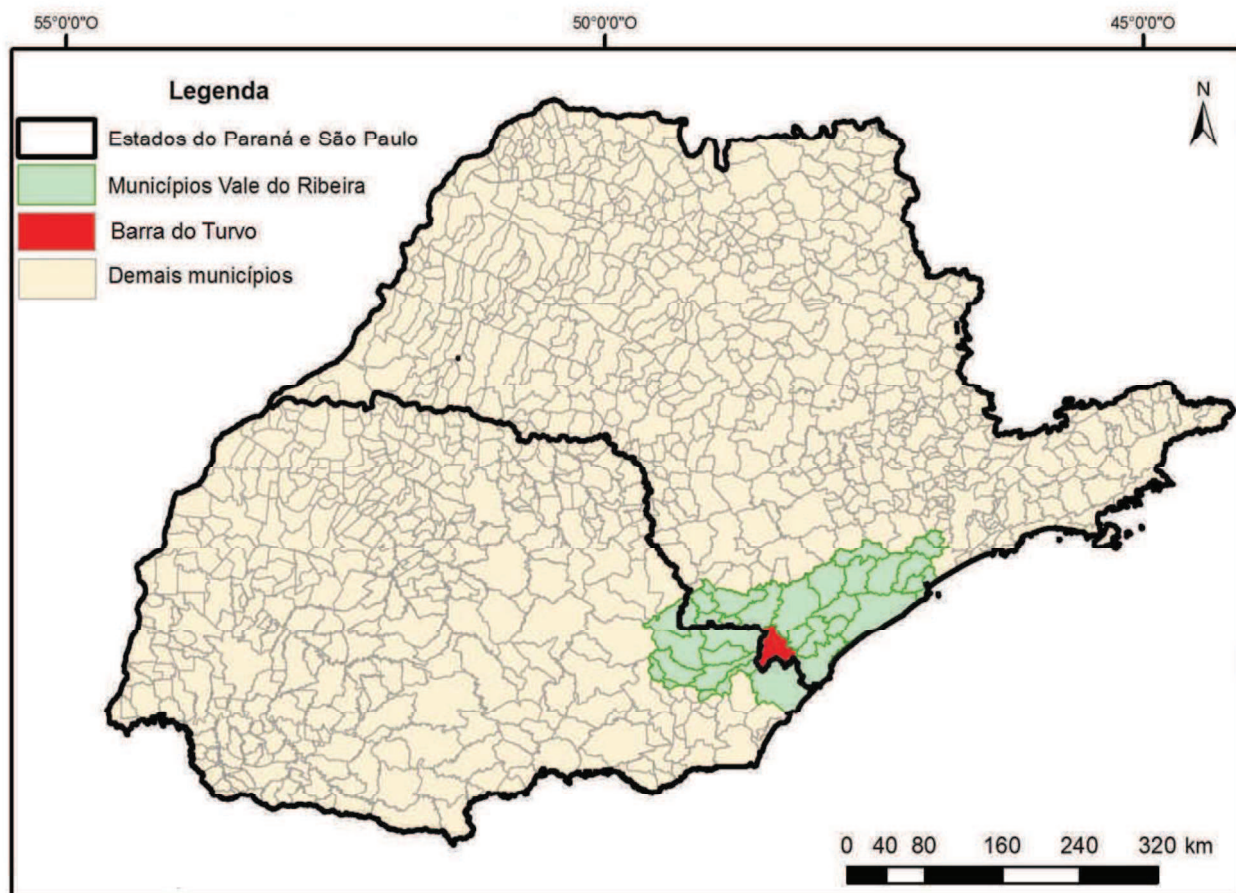 55°0'0"O 50°0'0"O 45°0'0"O
Legenda
Estados do Paraná e São Paulo
Municípios Vale do Ribeira
Barra do Turvo
Demais municípios
N
0 40 80 160 240 320 km